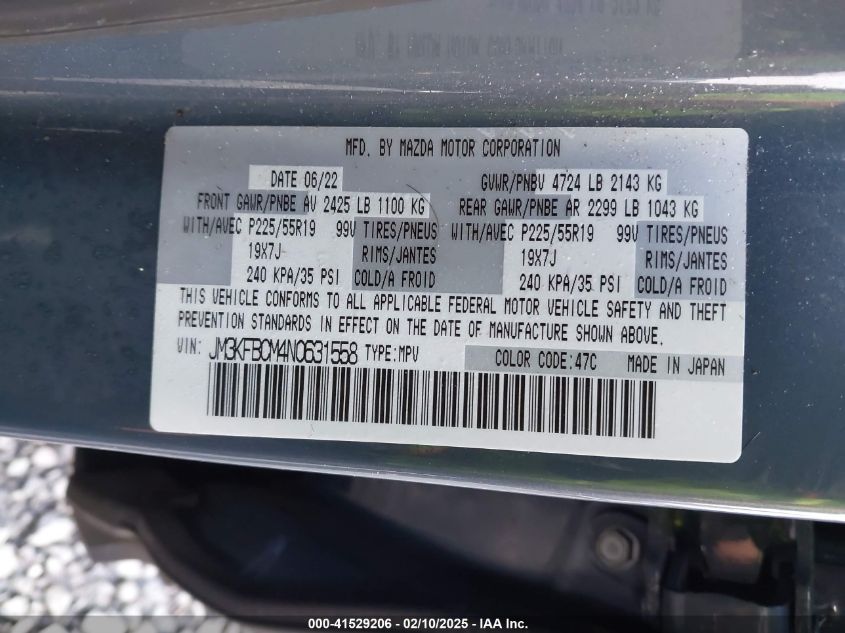 MFD. BY MAZDA MOTOR CORPORATION
DATE 06/22 GVWR/PNBV 4724 LB 2143 KG
FRONT GAWR/PNBE AV 2425 LB 1100 KG REAR GAWR/PNBE AR 2299 LB 1043 KG
WITH/AVEC P225/55R19 99V TIRES/PNEUS WITH/AVEC P225/55R19 99V TIRES/PNEUS
19X7J RIMS/JANTES 19X7J RIMS/JANTES
240 KPA/35 PSI COLD/A FROID 240 KPA/35 PSI COLD/A FROID
THIS VEHICLE CONFORMS TO ALL APPLICABLE FEDERAL MOTOR VEHICLE SAFETY AND THEFT
PREVENTION STANDARDS IN EFFECT ON THE DATE OF MANUFACTURE SHOWN ABOVE.
VIN: JM3KFBCM4N0631558 TYPE:MPV COLOR CODE:47C MADE IN JAPAN
000-41529206 - 02/10/2025 - IAA Inc.